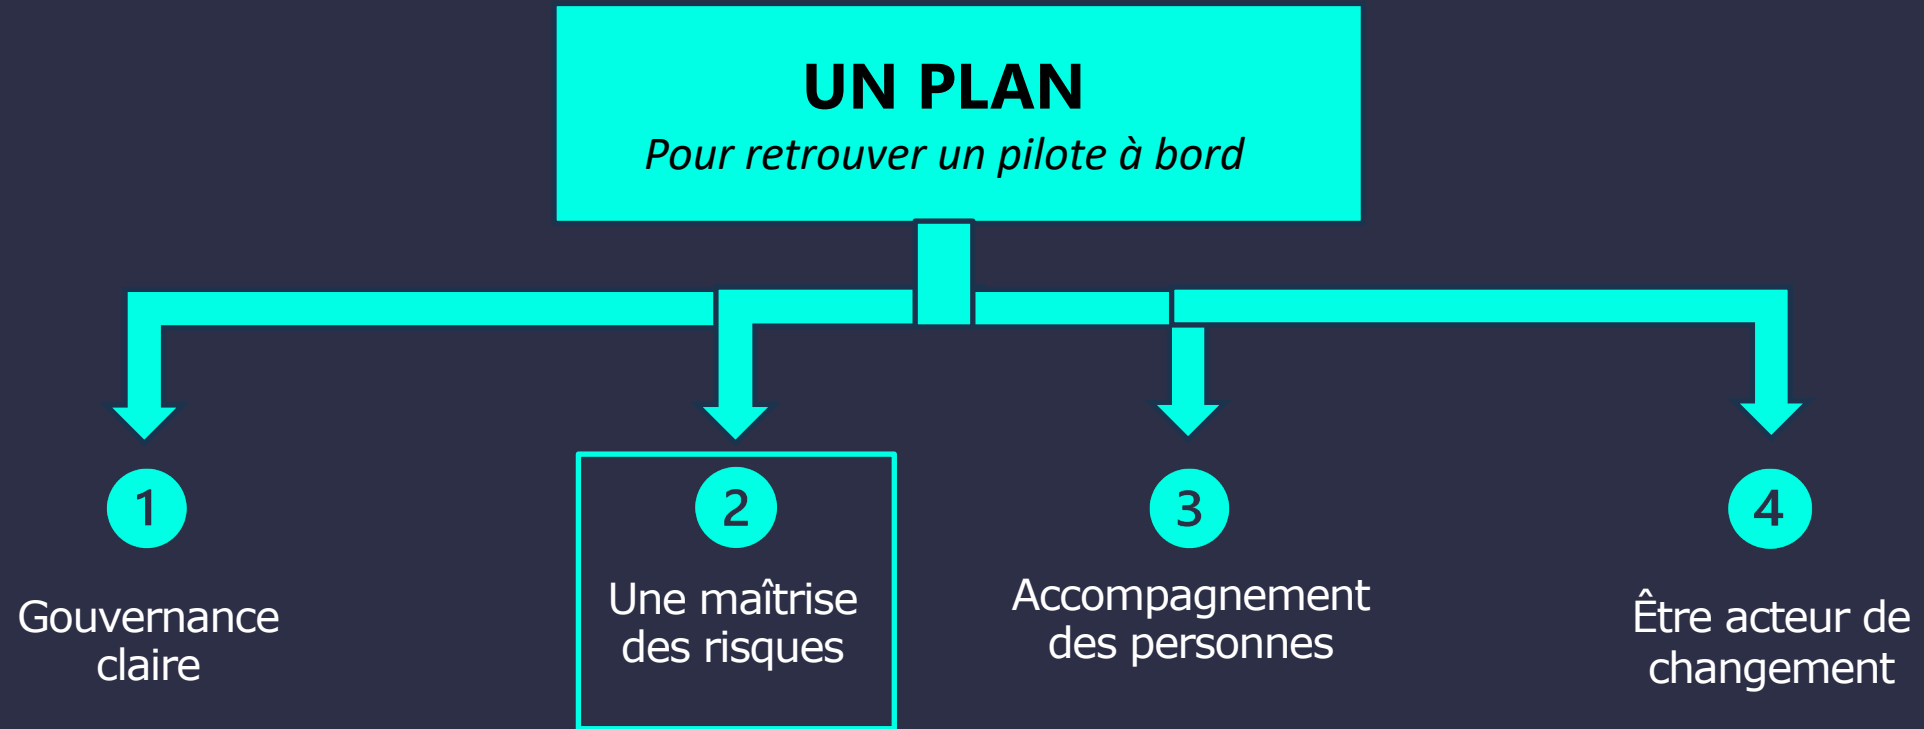 UN PLAN
Pour retrouver un pilote à bord
1
Gouvernance
claire
2
Une maîtrise
des risques
3
Accompagnement
des personnes
4
Être acteur de
changement